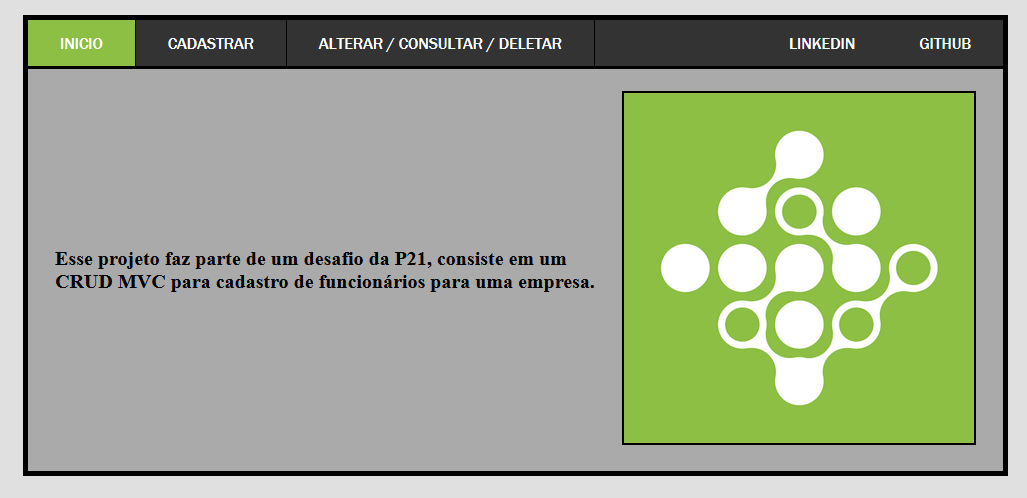 INICIO
CADASTRAR
ALTERAR / CONSULTAR / DELETAR
LINKEDIN
GITHUB
Esse projeto faz parte de um desafio da P21, consiste em um
CRUD MVC para cadastro de funcionários para uma empresa.